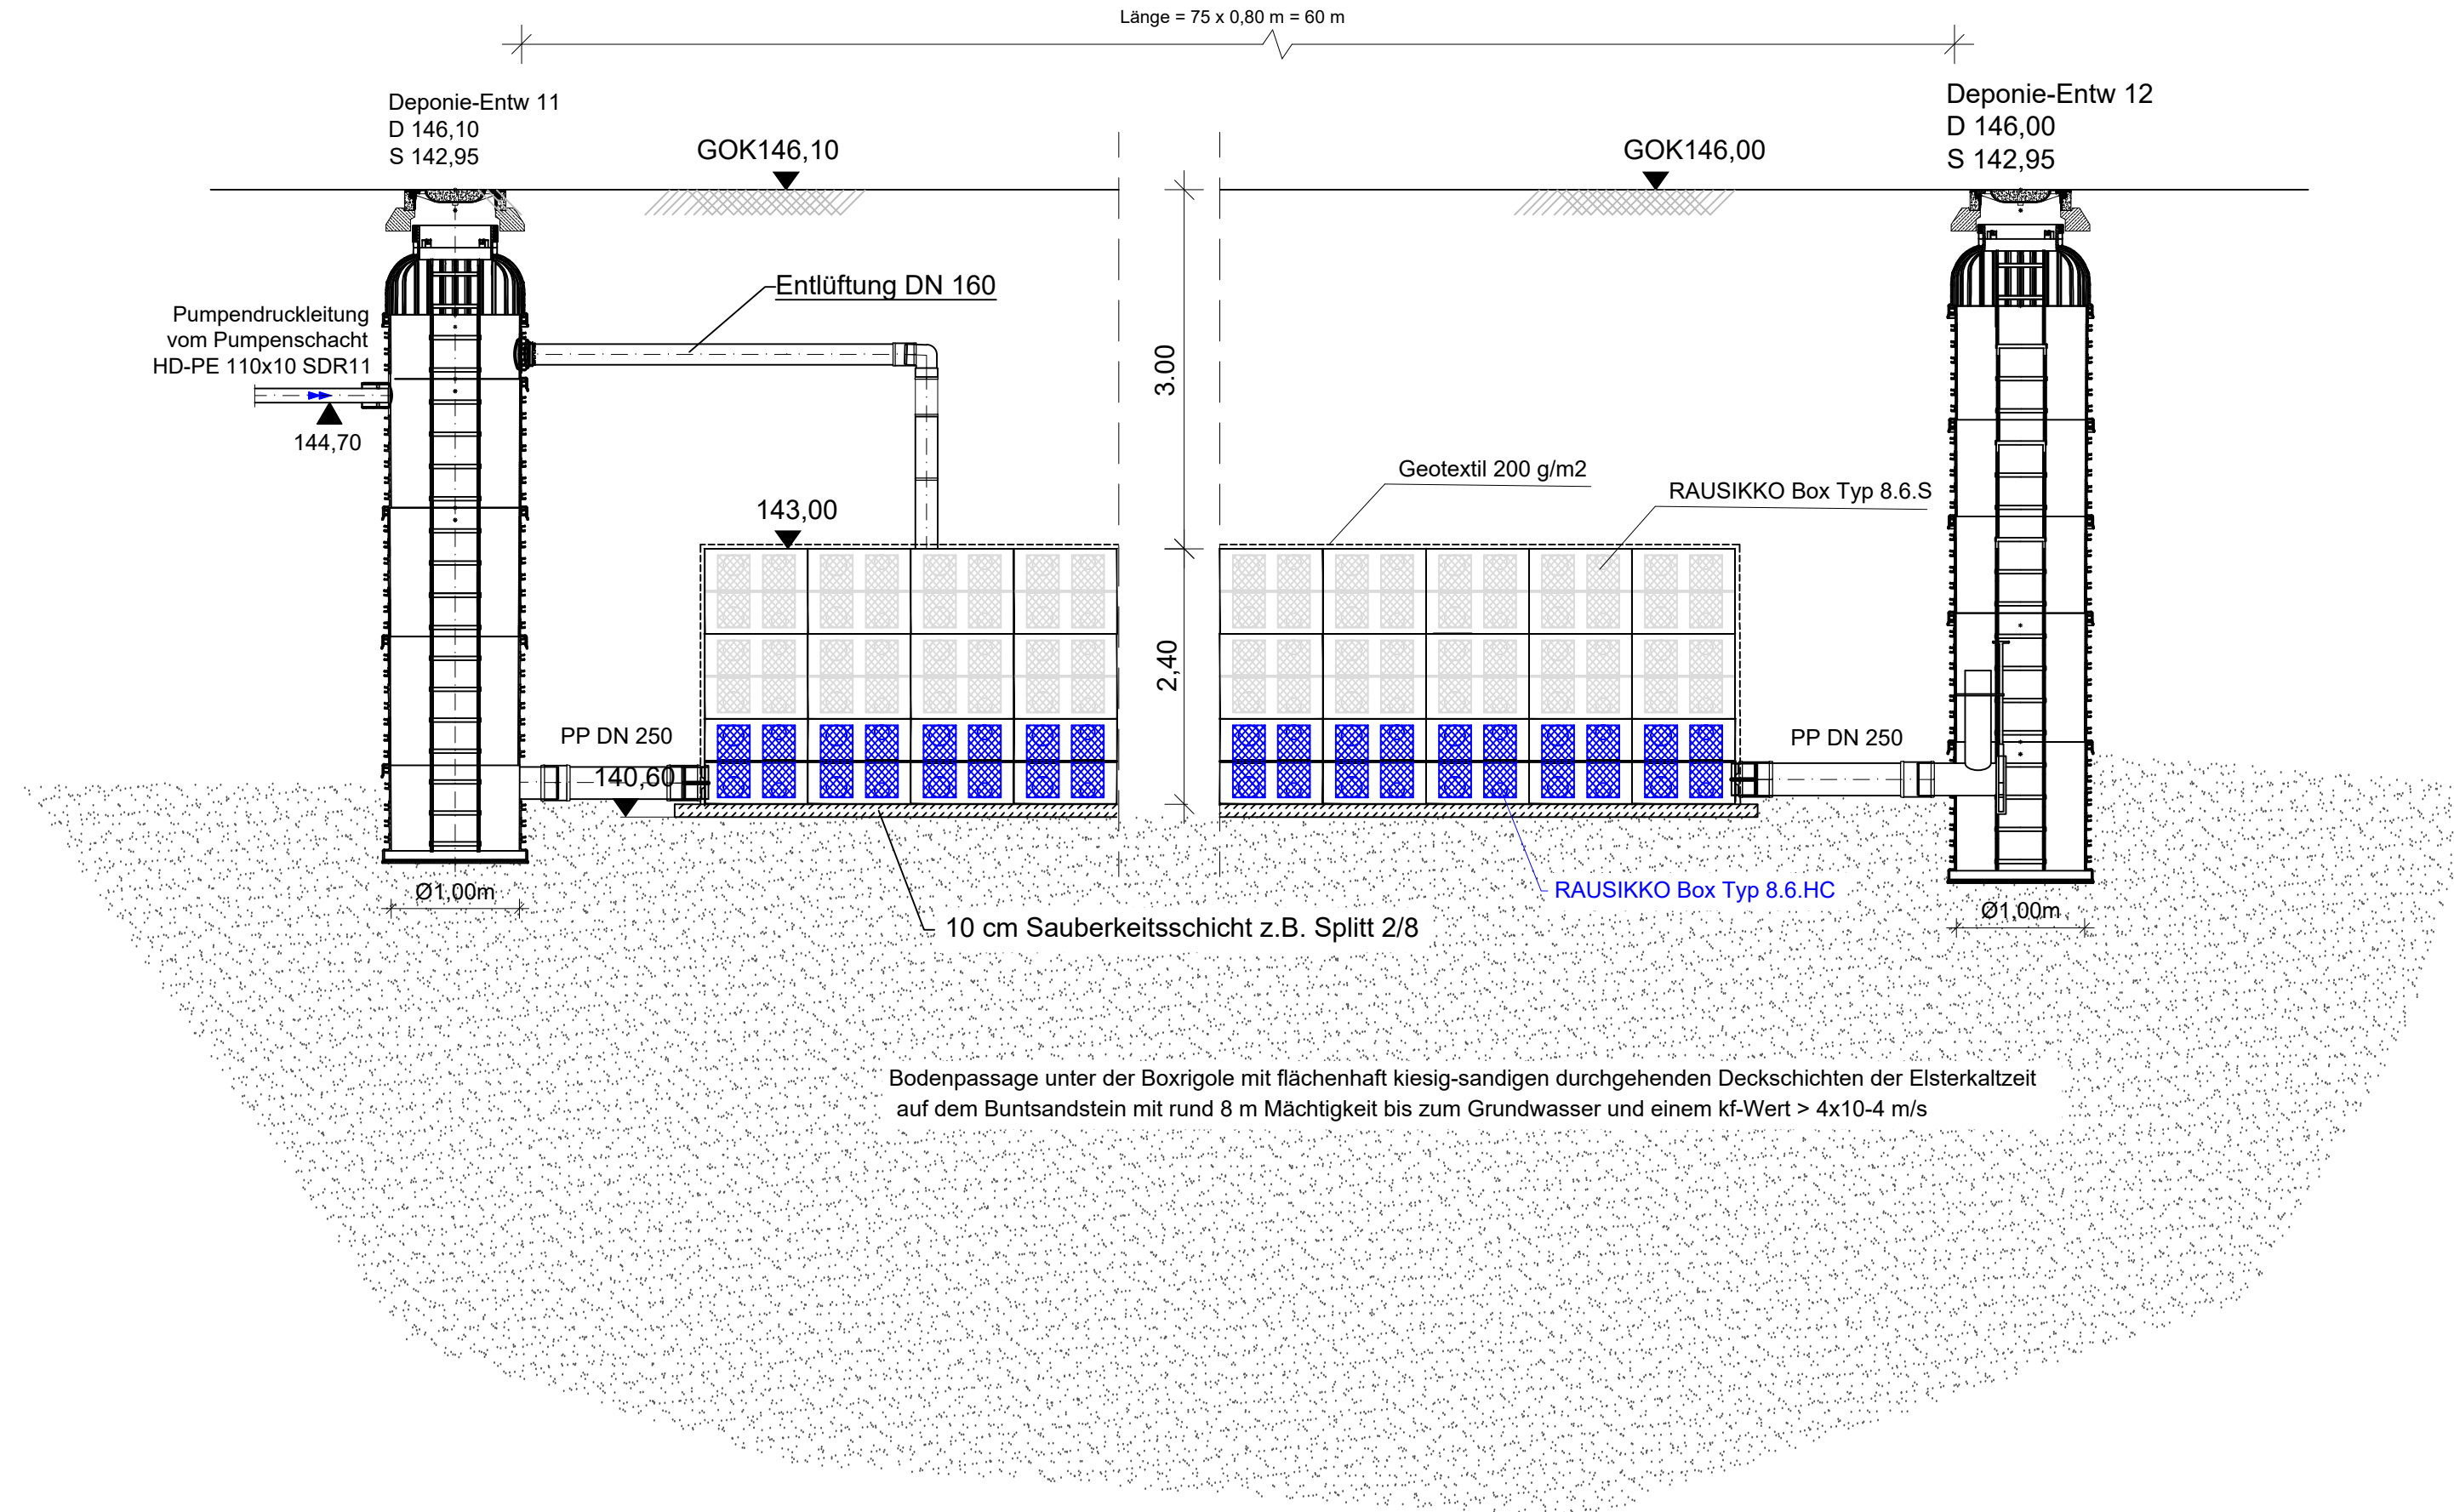 Länge = 75 x 0,80 m = 60 m
Deponie-Entw 11
D 146,10
S 142,95
GOK146,10
GOK146,00
Deponie-Entw 12
D 146,00
S 142,95
Entlüftung DN 160
Pumpendruckleitung
vom Pumpenschacht
HD-PE 110x10 SDR11
144,70
3.00
Geotextil 200 g/m2
RAUSIKKO Box Typ 8.6.S
143,00
2,40
PP DN 250
140,60
PP DN 250
Ø1,00m
RAUSIKKO Box Typ 8.6.HC
Ø1,00m
10 cm Sauberkeitsschicht z.B. Splitt 2/8
Bodenpassage unter der Boxrigole mit flächenhaft kiesig-sandigen durchgehenden Deckschichten der Elsterkaltzeit
auf dem Buntsandstein mit rund 8 m Mächtigkeit bis zum Grundwasser und einem kf-Wert > 4x10-4 m/s